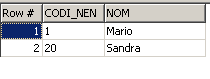 Row # CODI_NEN NOM
1 1 Mario
2 20 Sandra